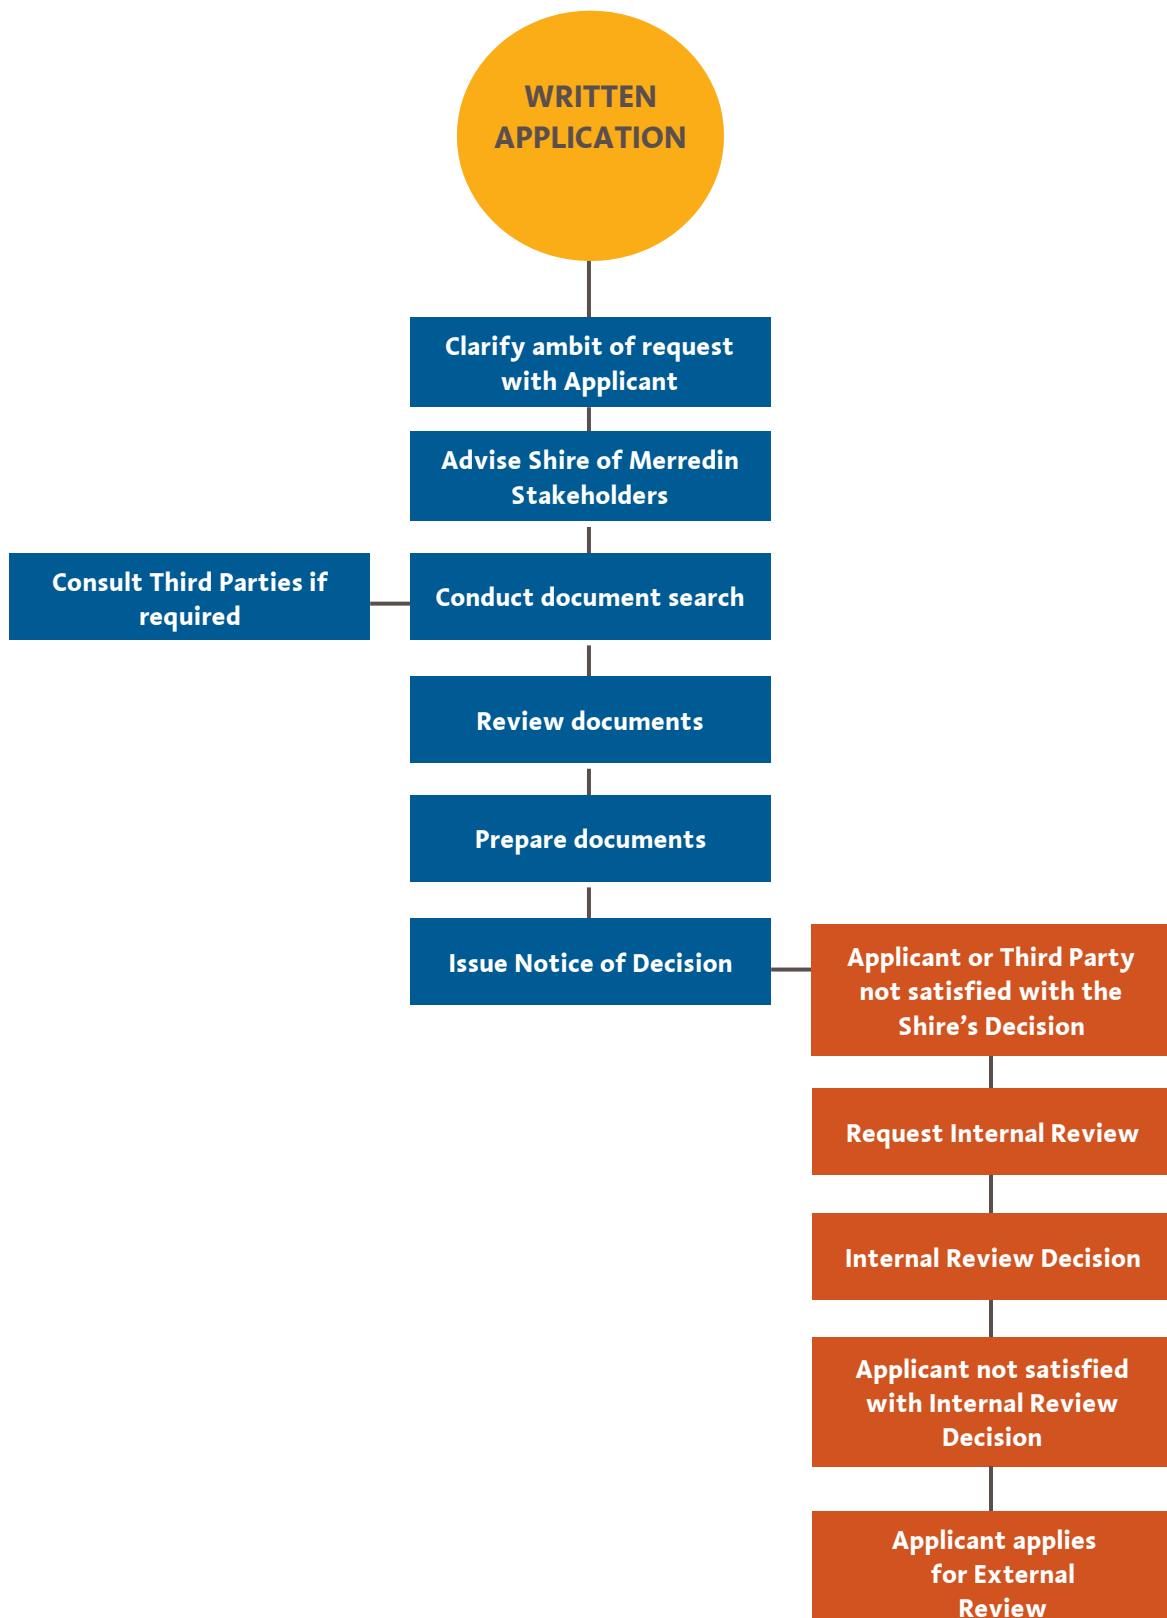 WRITTEN
APPLICATION
Clarify ambit of request
with Applicant
Advise Shire of Merredin
Stakeholders
Consult Third Parties if
required
Conduct document search
Review documents
Prepare documents
Issue Notice of Decision
Applicant or Third Party
not satisfied with the
Shire’s Decision
Request Internal Review
Internal Review Decision
Applicant not satisfied
with Internal Review
Decision
Applicant applies
for External
Review